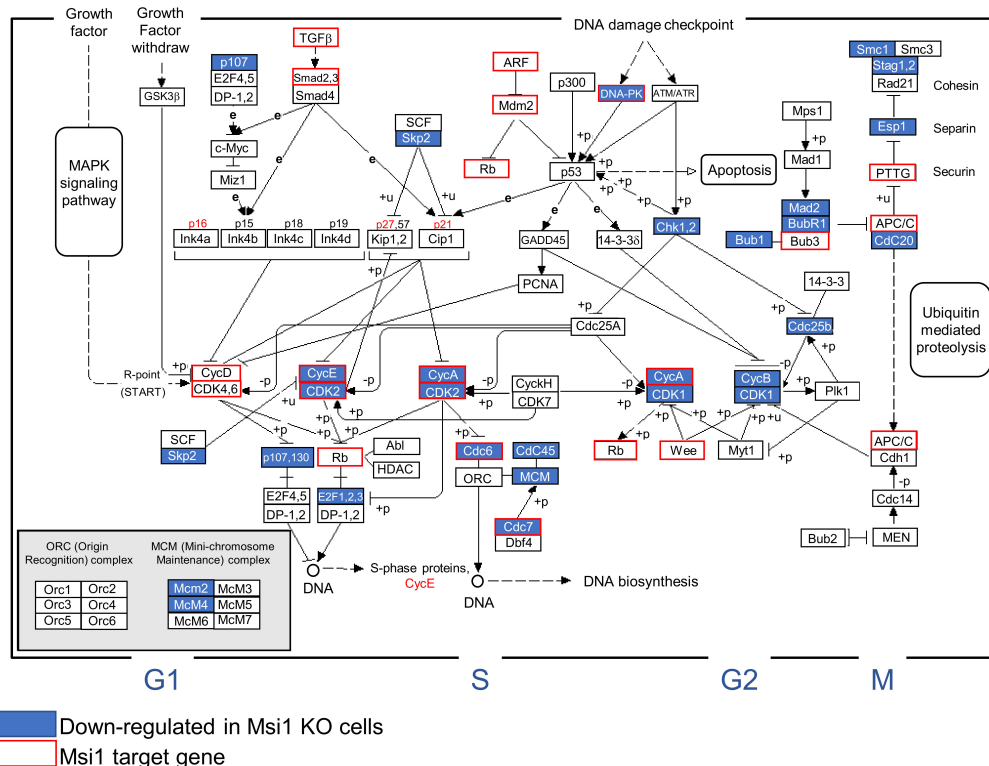 Growth
factor
Growth
Factor
withdraw
GSK3β
MAPK
signaling
pathway
R-point
(START)
p107
E2F4,5
DP-1,2
c-Myc
Miz1
TGFβ
Smad2,3
Smad4
e
e
e
e
e
SCF
Skp2
+u
+u
ARF
Mdm2
Rb
DNA damage checkpoint
p300
DNA-PK
ATM/ATR
+p
+p
+p
+p
+p
+p
p53
Apoptosis
e
e
e
Mps1
+p
Mad1
+p
Mad2
BubR1
Bub1
Bub3
Smc1
Smc3
Stag1,2
Rad21
Cohesin
Esp1
Separin
PTTG
Securin
+u
APC/C
CdC20
p16
Ink4a
p15
Ink4b
p18
Ink4c
p19
Ink4d
p27,57
Kip1,2
p21
Cip1
+p
GADD45
14-3-3δ
PCNA
Chk1,2
+p
Cdc25A
+p
14-3-3
Cdc25b
Ubiquitin
mediated
proteolysis
+p
CycD
CDK4,6
-p
+u
CycE
CDK2
-p
CycA
CDK2
-p
+p
CyckH
CDK7
+p
CycA
CDK1
-p
CycB
CDK1
+p
+p
Plk1
+p
+p
+p
+p
+p
+p
+p
+p
+p
+u
+p
SCF
Skp2
p107,130
Rb
Abl
HDAC
Cdc6
ORC
CdC45
MCM
Rb
Wee
Myt1
APC/C
Cdh1
-p
Cdc14
MEN
Bub2
E2F4,5
DP-1,2
E2F1,2,3
DP-1,2
+p
+p
Cdc7
Dbf4
DNA
S-phase proteins,
CycE
DNA
DNA biosynthesis
ORC (Origin
Recognition) complex
Orc1 Orc2
Orc3 Orc4
Orc5 Orc6
MCM (Mini-chromosome
Maintenance) complex
Mcm2 McM3
McM4 McM5
McM6 McM7
G1
S
G2
M
Down-regulated in Msi1 KO cells
Msi1 target gene